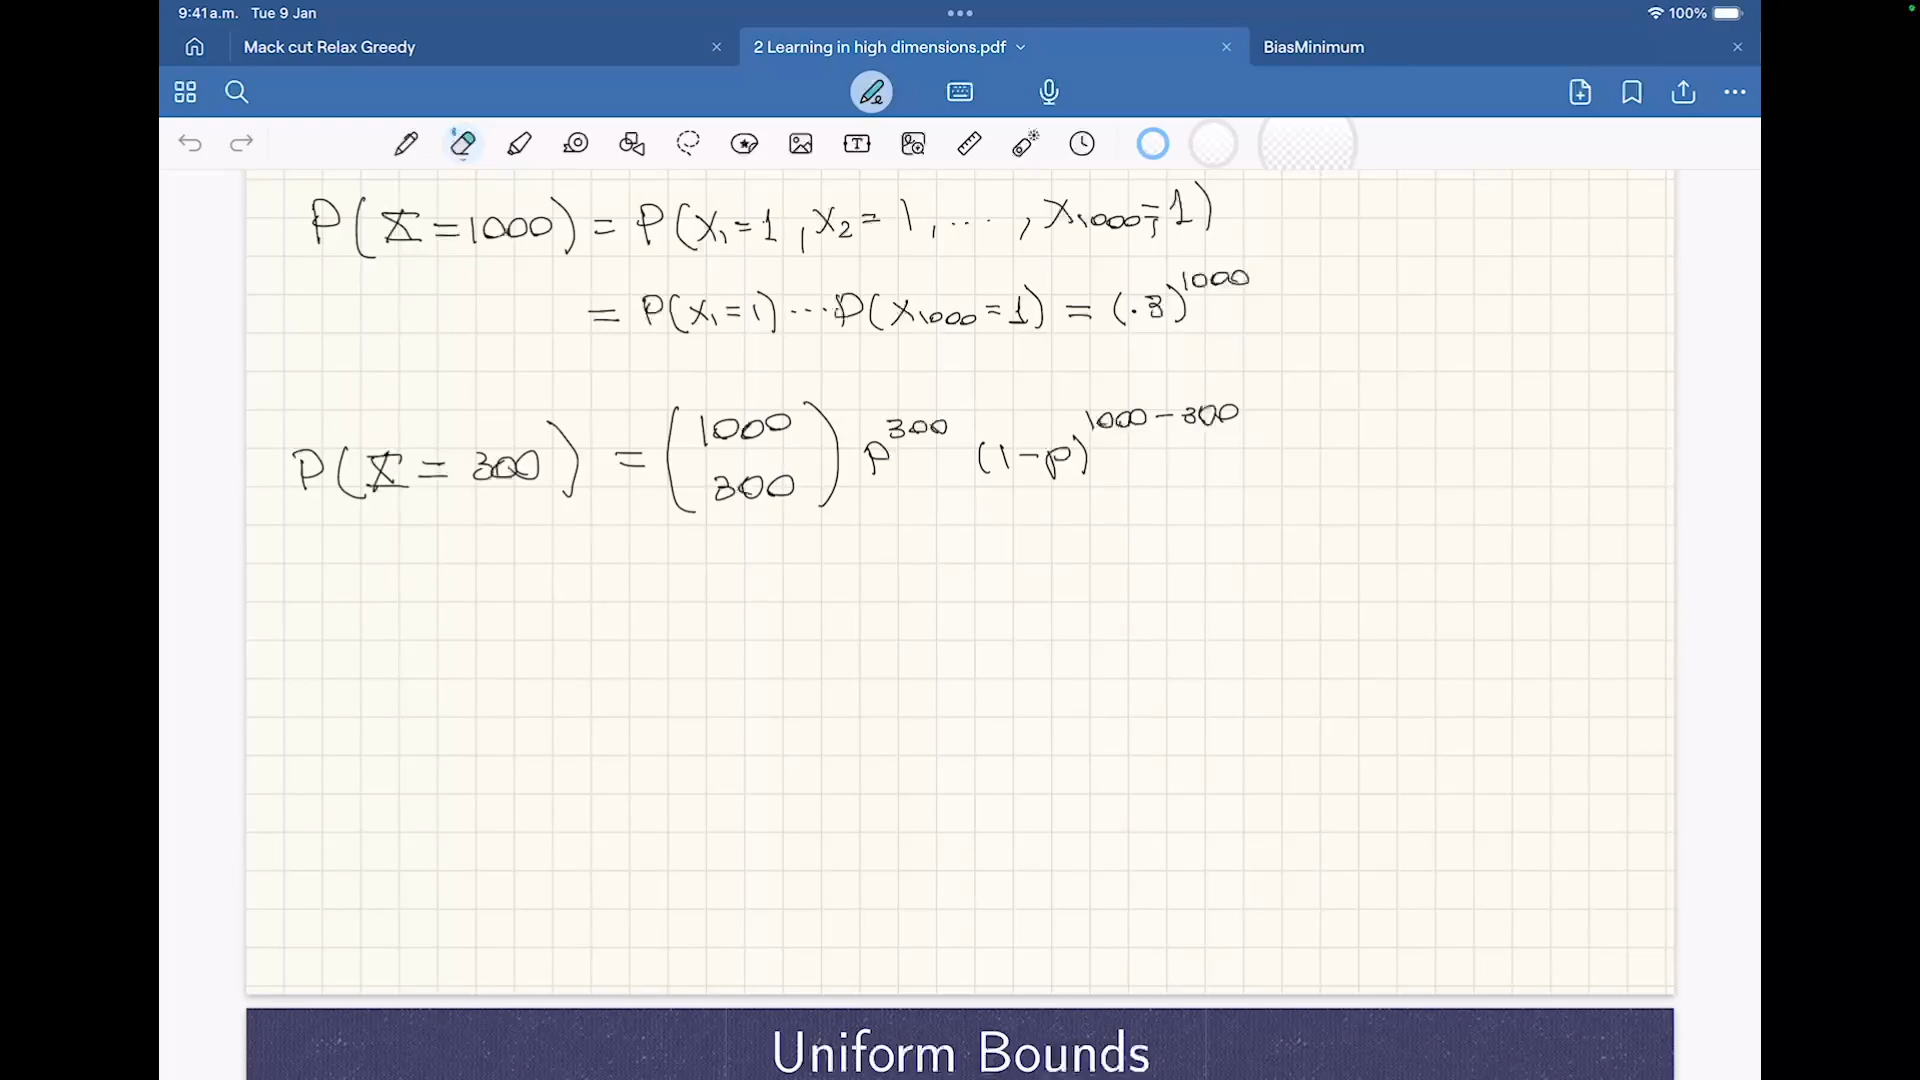 9:41 a.m. Tue 9 Jan
100%
Mack cut Relax Greedy
2 Learning in high dimensions.pdf
BiasMinimum
P(X=1000) = P(x₁=1, x₂=1, ..., x₁₀₀₀=1)
= P(x₁=1)...P(x₁₀₀₀=1) = (.3)¹⁰⁰⁰
P(X=300) = (1000 300) p³⁰⁰ (1-p)¹⁰⁰⁰⁻³⁰⁰
Uniform Bounds